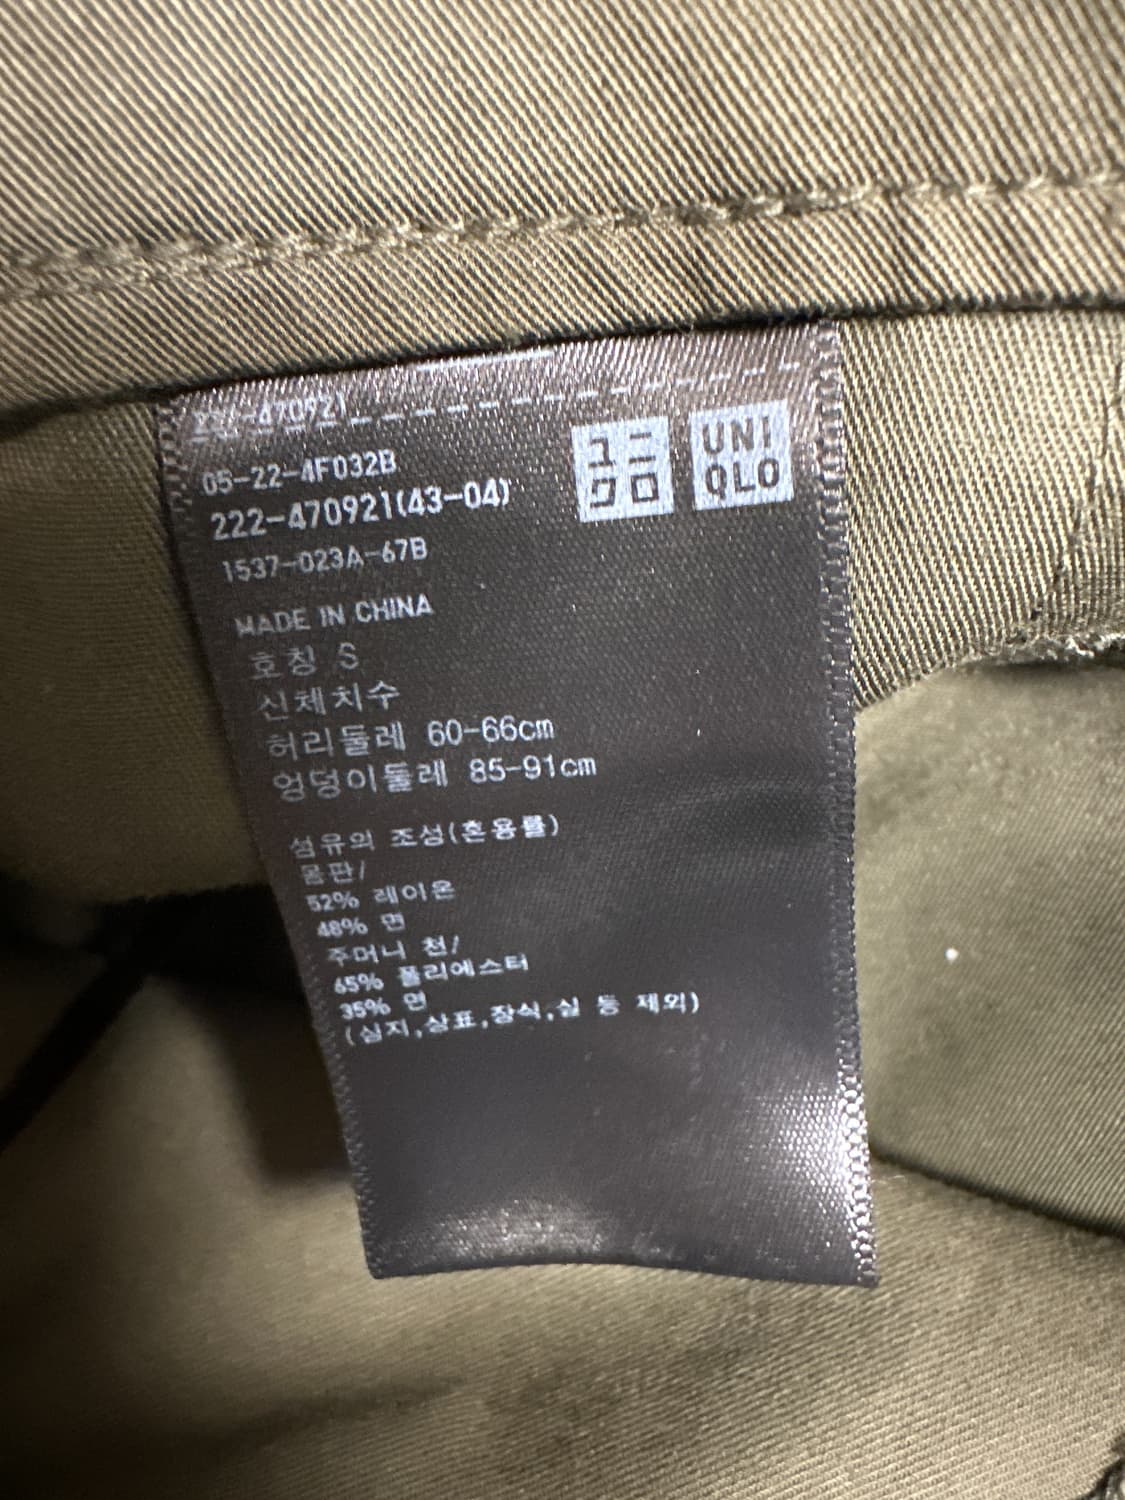 222-470921
05-22-4F032B
222-470921(43-04)
1537-023A-67B
ユニクロ
UNIQLO
MADE IN CHINA
호칭 S
신체치수
허리둘레 60-66cm
엉덩이둘레 85-91cm
섬유의 조성(혼용률)
몸판/
52% 레이온
48% 면
주머니 천/
65% 폴리에스터
35% 면
(심지,상표,장식,실 등 제외)